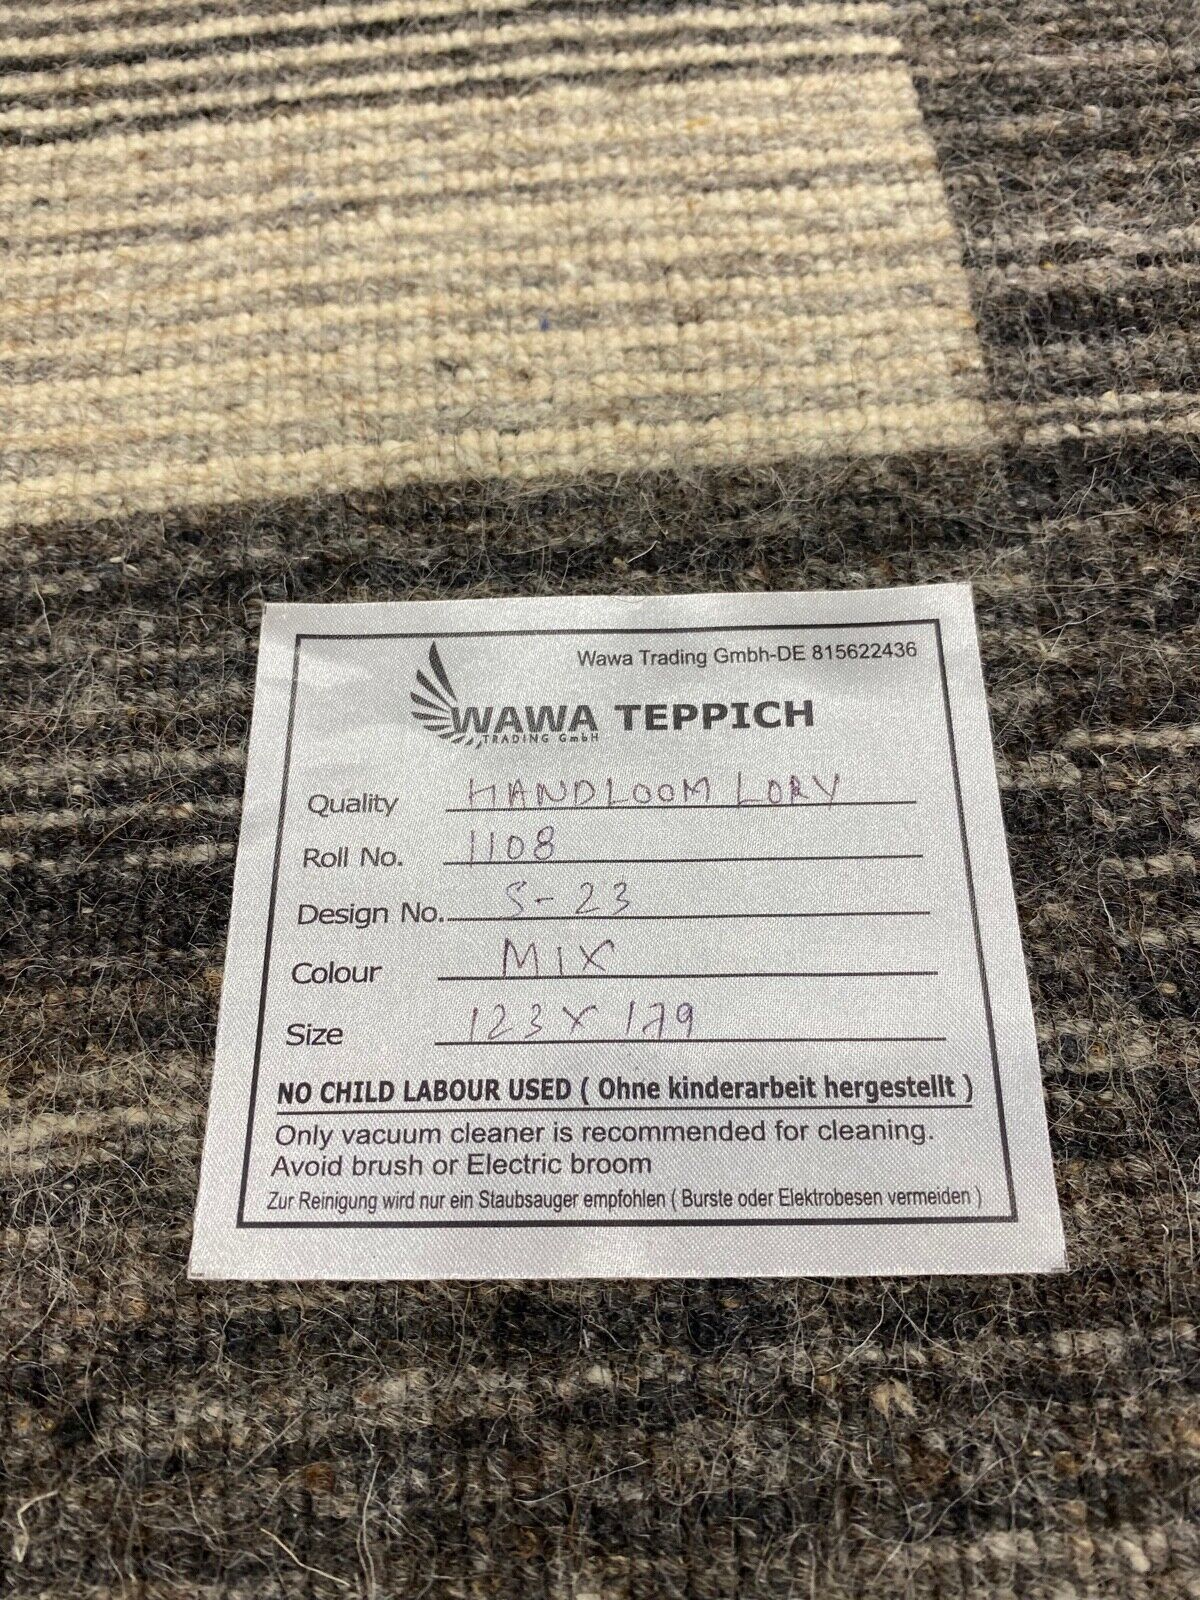 Wawa Trading Gmbh-DE 815622436
WAWA TEPPICH
TRADING GmbH
Quality HANDLOOM LORY
Roll No. 1108
Design No. S-23
Colour MIX
Size 123 X 179
NO CHILD LABOUR USED ( Ohne kinderarbeit hergestellt )
Only vacuum cleaner is recommended for cleaning.
Avoid brush or Electric broom
Zur Reinigung wird nur ein Staubsauger empfohlen ( Burste oder Elektrobesen vermeiden )